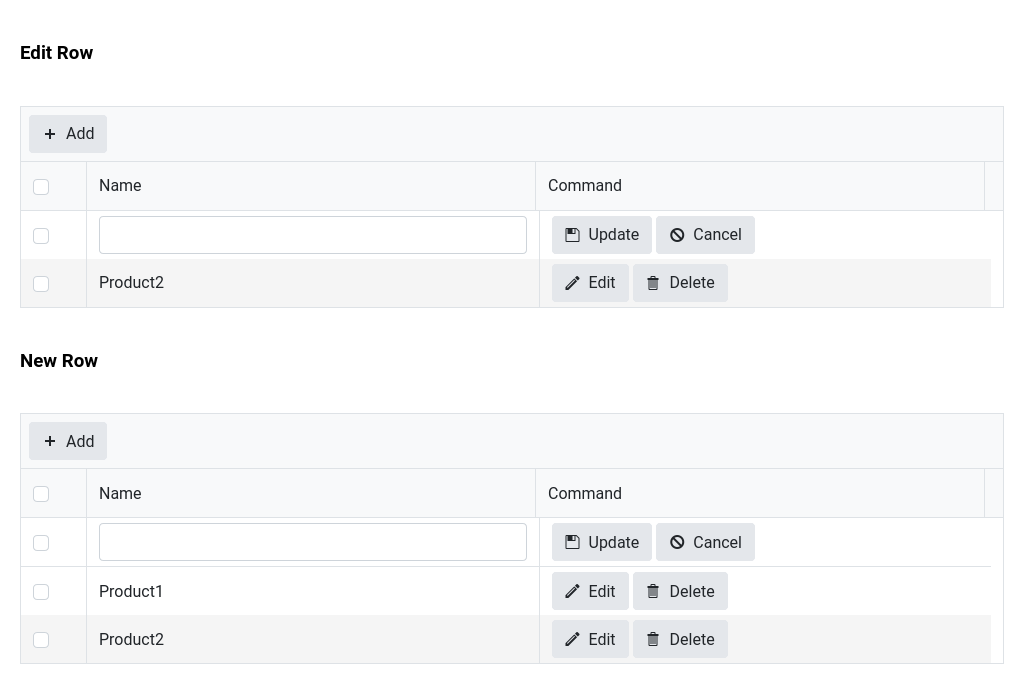 Edit Row
Add
Name Command
Update Cancel
Product2 Edit Delete
New Row
Add
Name Command
Update Cancel
Product1 Edit Delete
Product2 Edit Delete